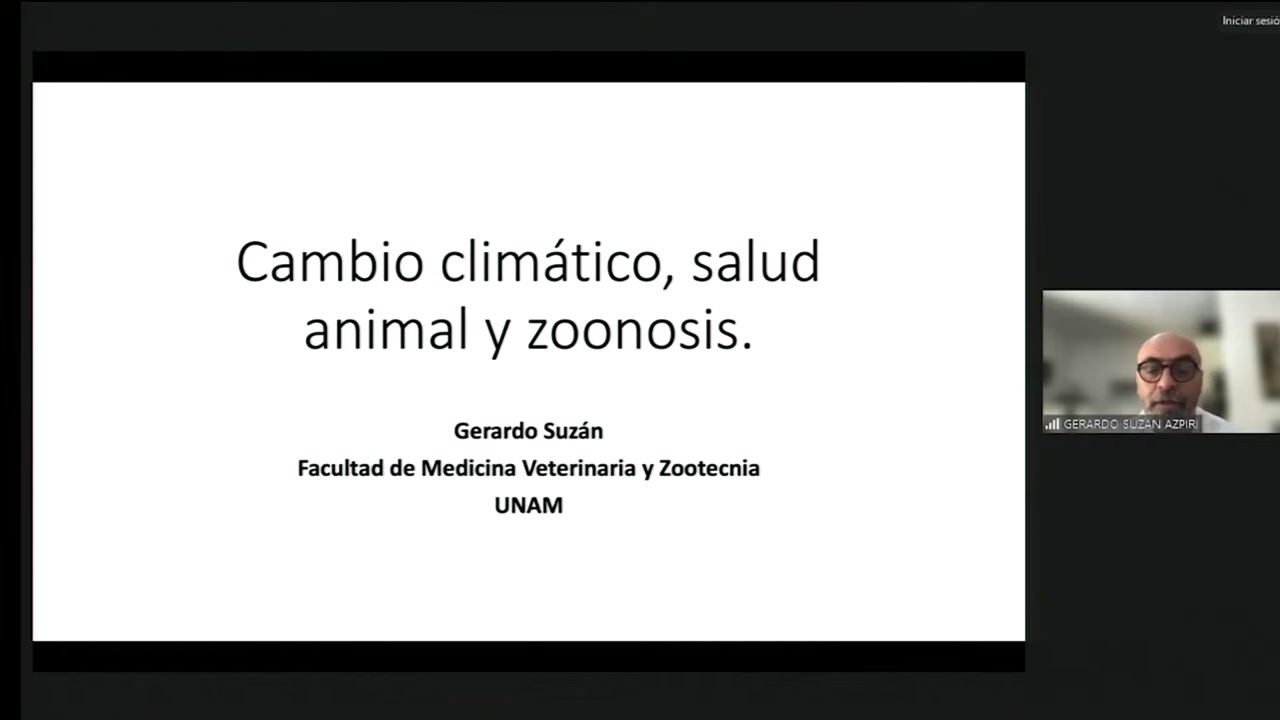 Iniciar sesió
Cambio climático, salud
animal y zoonosis.
Gerardo Suzán
Facultad de Medicina Veterinaria y Zootecnia
UNAM
GERARDO SUZAN AZPIRI